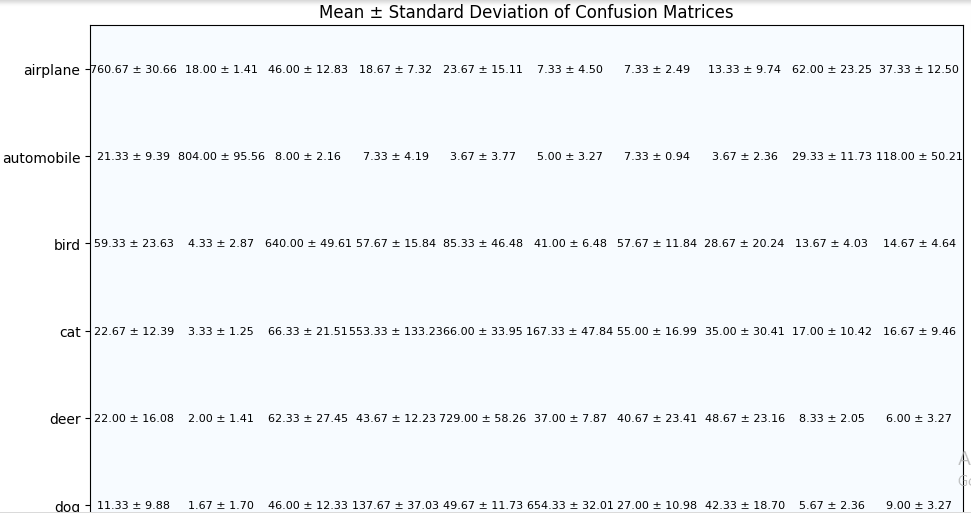 Mean ± Standard Deviation of Confusion Matrices
airplane 760.67 ± 30.66 18.00 ± 1.41 46.00 ± 12.83 18.67 ± 7.32 23.67 ± 15.11 7.33 ± 4.50 7.33 ± 2.49 13.33 ± 9.74 62.00 ± 23.25 37.33 ± 12.50
automobile 21.33 ± 9.39 804.00 ± 95.56 8.00 ± 2.16 7.33 ± 4.19 3.67 ± 3.77 5.00 ± 3.27 7.33 ± 0.94 3.67 ± 2.36 29.33 ± 11.73 118.00 ± 50.21
bird 59.33 ± 23.63 4.33 ± 2.87 640.00 ± 49.61 57.67 ± 15.84 85.33 ± 46.48 41.00 ± 6.48 57.67 ± 11.84 28.67 ± 20.24 13.67 ± 4.03 14.67 ± 4.64
cat 22.67 ± 12.39 3.33 ± 1.25 66.33 ± 21.51 553.33 ± 133.23 66.00 ± 33.95 167.33 ± 47.84 55.00 ± 16.99 35.00 ± 30.41 17.00 ± 10.42 16.67 ± 9.46
deer 22.00 ± 16.08 2.00 ± 1.41 62.33 ± 27.45 43.67 ± 12.23 729.00 ± 58.26 37.00 ± 7.87 40.67 ± 23.41 48.67 ± 23.16 8.33 ± 2.05 6.00 ± 3.27
dog 11.33 ± 9.88 1.67 ± 1.70 46.00 ± 12.33 137.67 ± 37.03 49.67 ± 11.73 654.33 ± 32.01 27.00 ± 10.98 42.33 ± 18.70 5.67 ± 2.36 9.00 ± 3.27